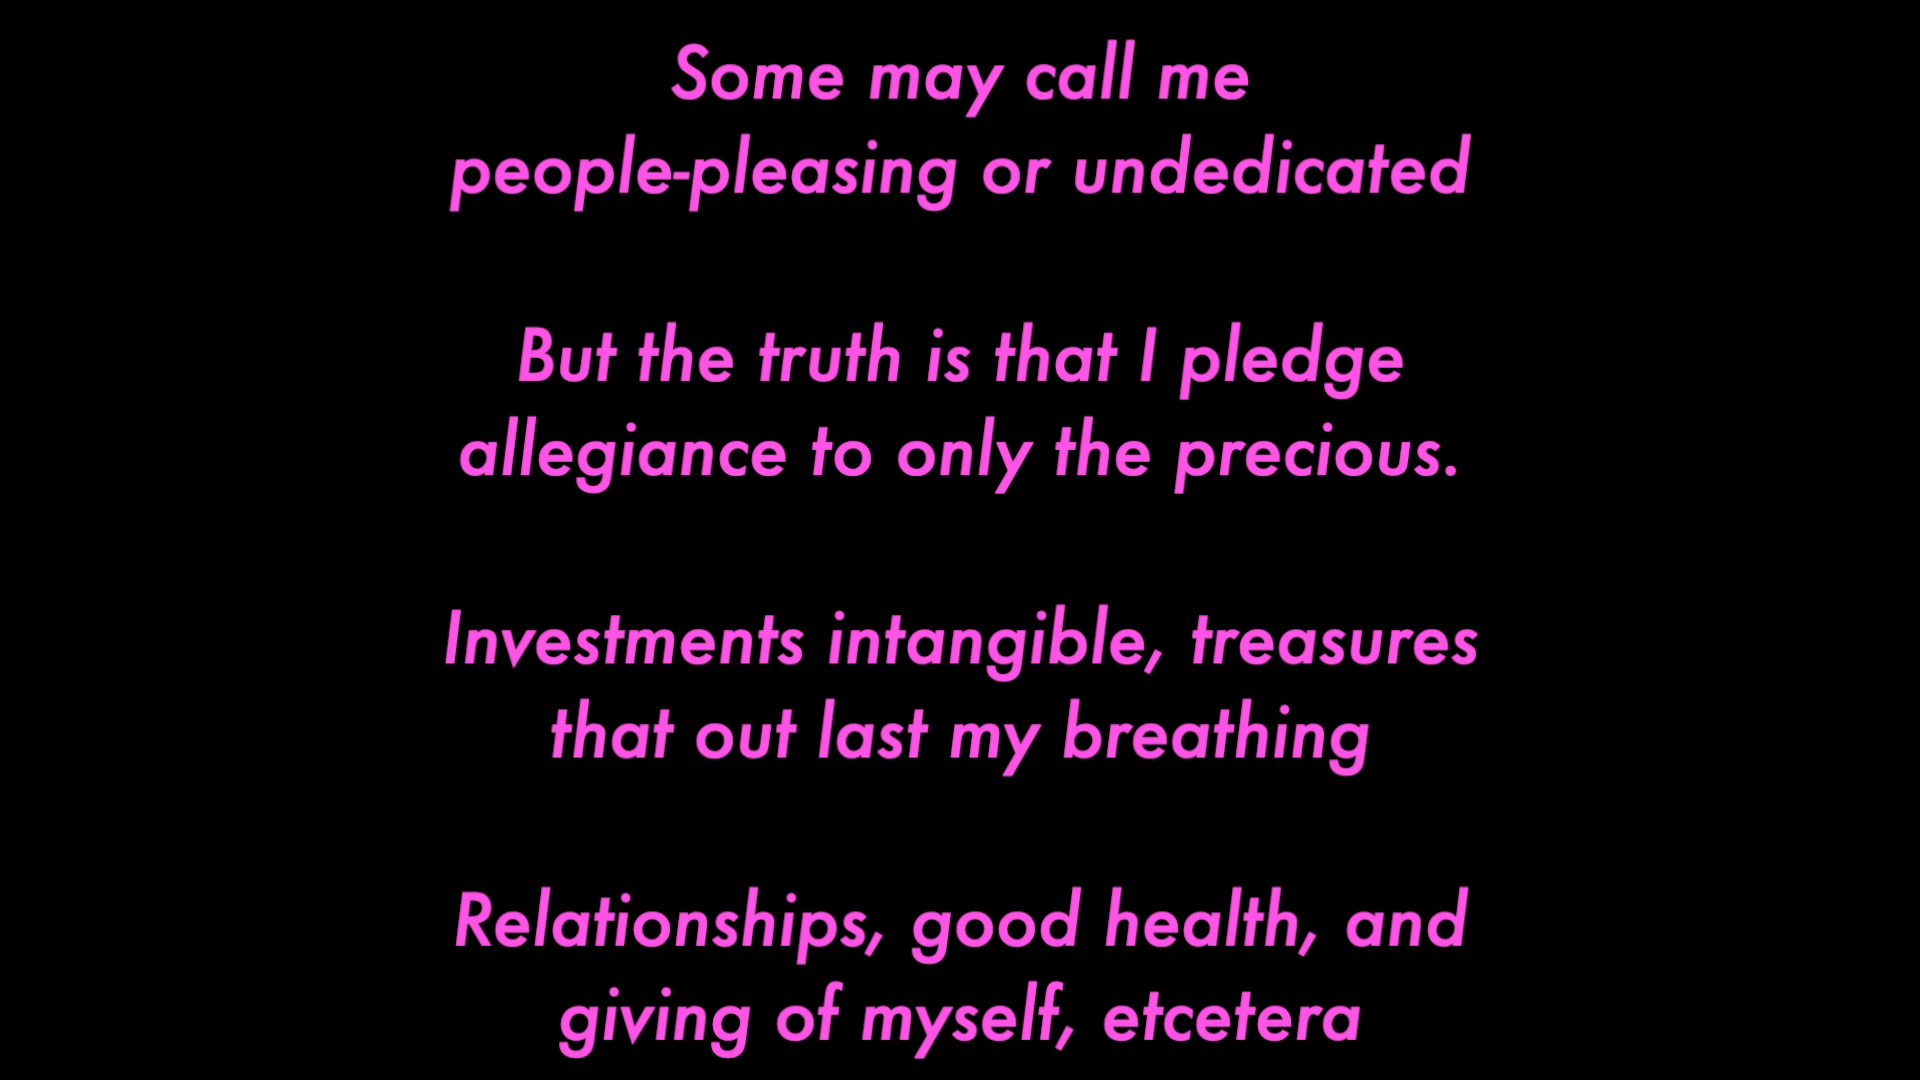 Some may call me
people-pleasing or undedicated
But the truth is that I pledge
allegiance to only the precious.
Investments intangible, treasures
that out last my breathing
Relationships, good health, and
giving of myself, etcetera